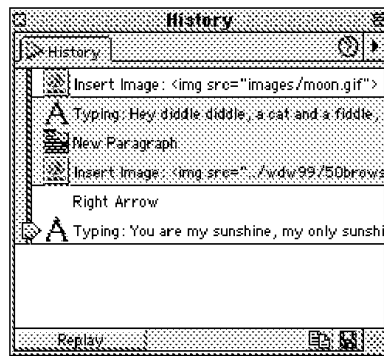 History
History
Insert Image: <img src="images/moon.gif">
Typing: Hey diddle diddle, a cat and a fiddle,
New Paragraph
Insert Image: <img src="../wdw99/50brows
Right Arrow
Typing: You are my sunshine, my only sunshi
Replay